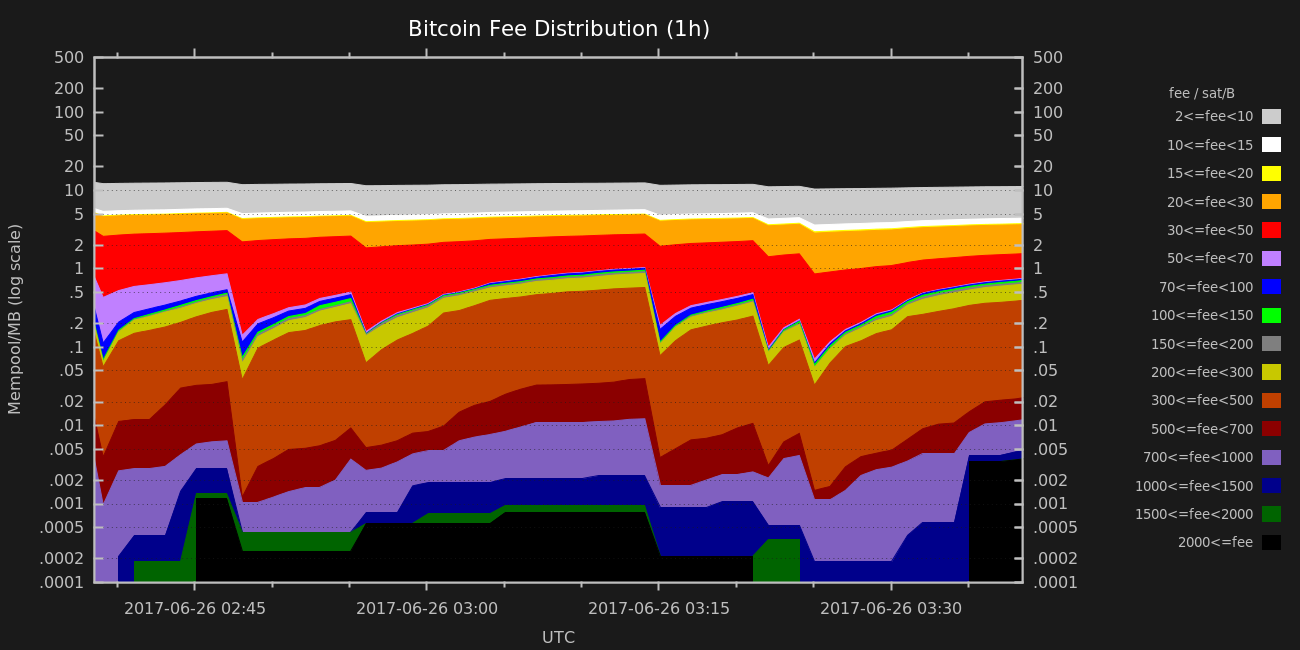 Bitcoin Fee Distribution (1h)
500
200
100
50
20
10
5
2
1
.5
.2
.1
.05
.02
.01
.005
.002
.001
.0005
.0002
.0001
Mempool/MB (log scale)
500
200
100
50
20
10
5
2
1
.5
.2
.1
.05
.02
.01
.005
.002
.001
.0005
.0002
.0001
2017-06-26 02:45
2017-06-26 03:00
2017-06-26 03:15
2017-06-26 03:30
UTC
fee / sat/B
2<=fee<10
10<=fee<15
15<=fee<20
20<=fee<30
30<=fee<50
50<=fee<70
70<=fee<100
100<=fee<150
150<=fee<200
200<=fee<300
300<=fee<500
500<=fee<700
700<=fee<1000
1000<=fee<1500
1500<=fee<2000
2000<=fee